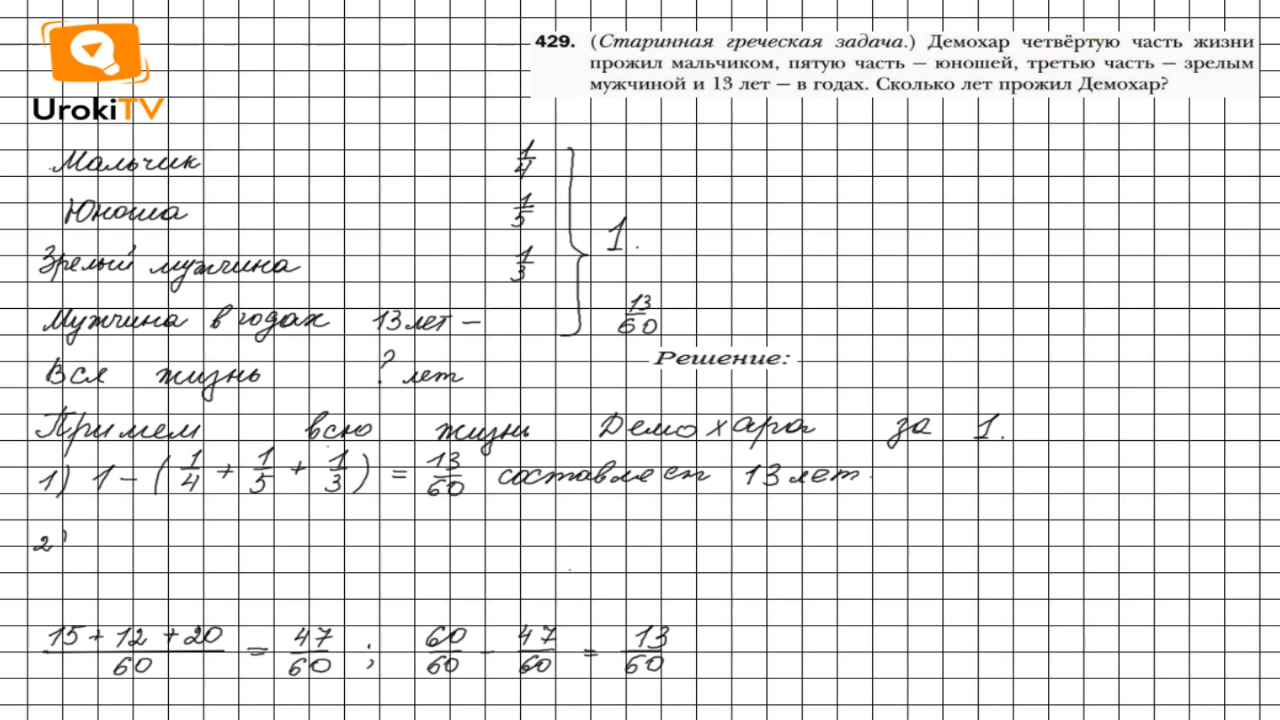 UrokiTV
429. (Старинная греческая задача.) Демохар четвёртую часть жизни
прожил мальчиком, пятую часть — юношей, третью часть — зрелым
мужчиной и 13 лет — в годах. Сколько лет прожил Демохар?
Мальчик 1/4
Юноша 1/5
1.
Зрелый мужчина 1/3
Мужчина в годах 13 лет — 13/60
Решение:
Вся жизнь ? лет
Примем всю жизнь Демохара за 1.
1) 1 - (1/4 + 1/5 + 1/3) = 13/60 составляет 13 лет.
2)
15 + 12 + 20/60 = 47/60 ; 60/60 - 47/60 = 13/60